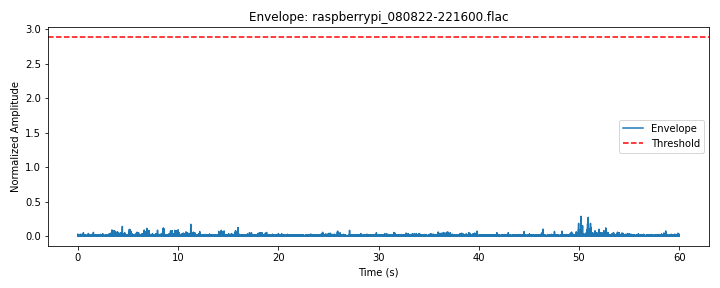 Envelope: raspberrypi_080822-221600.flac
3.0
2.5
2.0
1.5
1.0
0.5
0.0
Normalized Amplitude
Envelope
Threshold
0
10
20
30
40
50
60
Time (s)